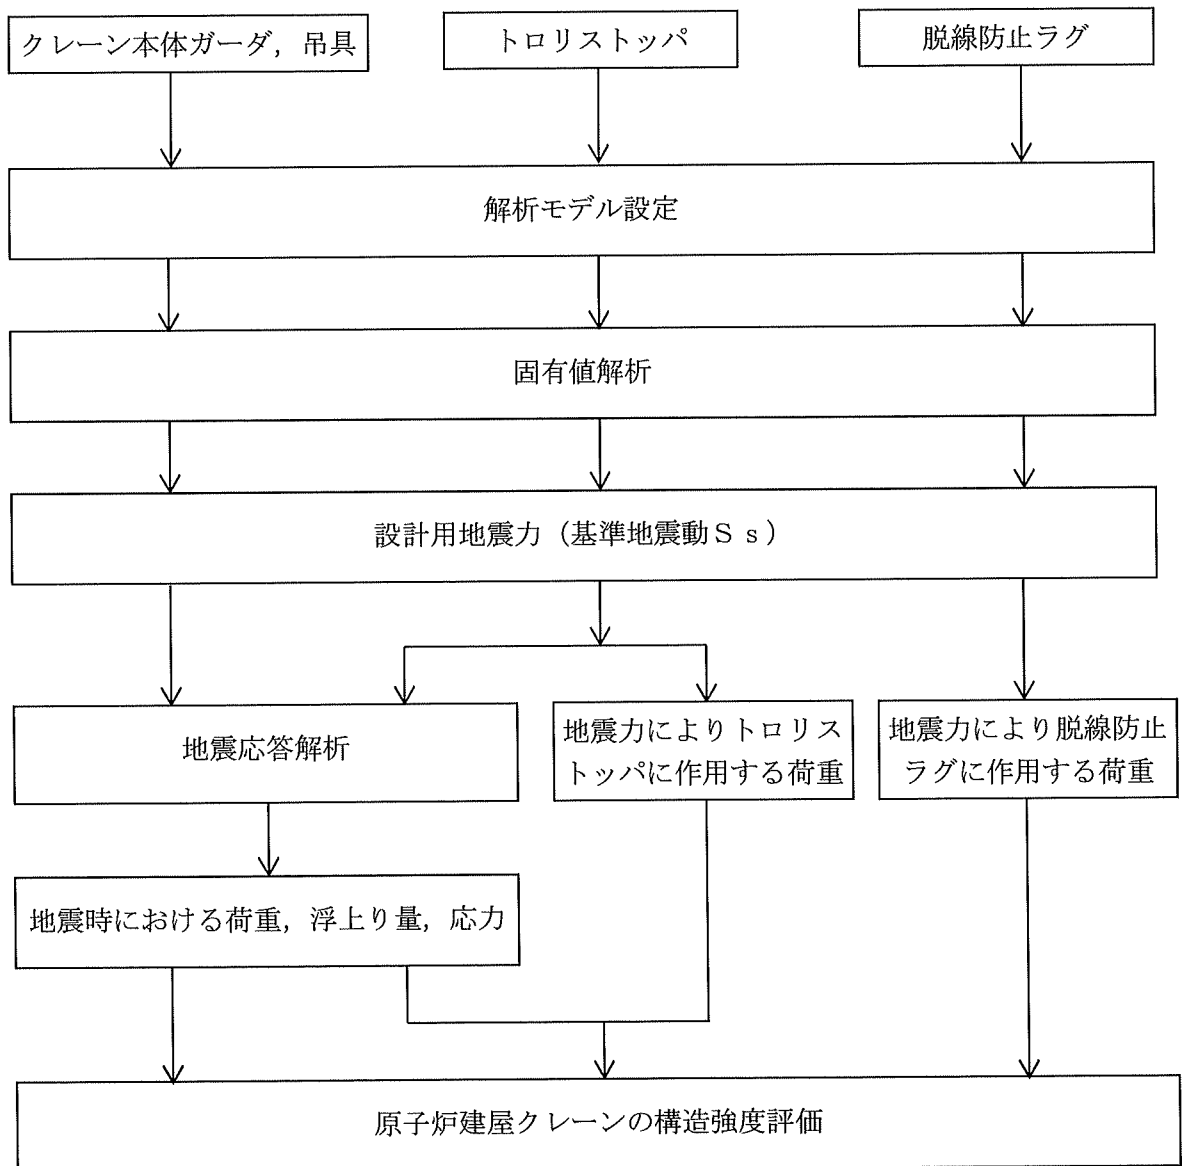 クレーン本体ガーダ，吊具
トロリストッパ
脱線防止ラグ
解析モデル設定
固有値解析
設計用地震力（基準地震動Ｓｓ）
地震応答解析
地震力によりトロリス
トッパに作用する荷重
地震力により脱線防止
ラグに作用する荷重
地震時における荷重，浮上り量，応力
原子炉建屋クレーンの構造強度評価